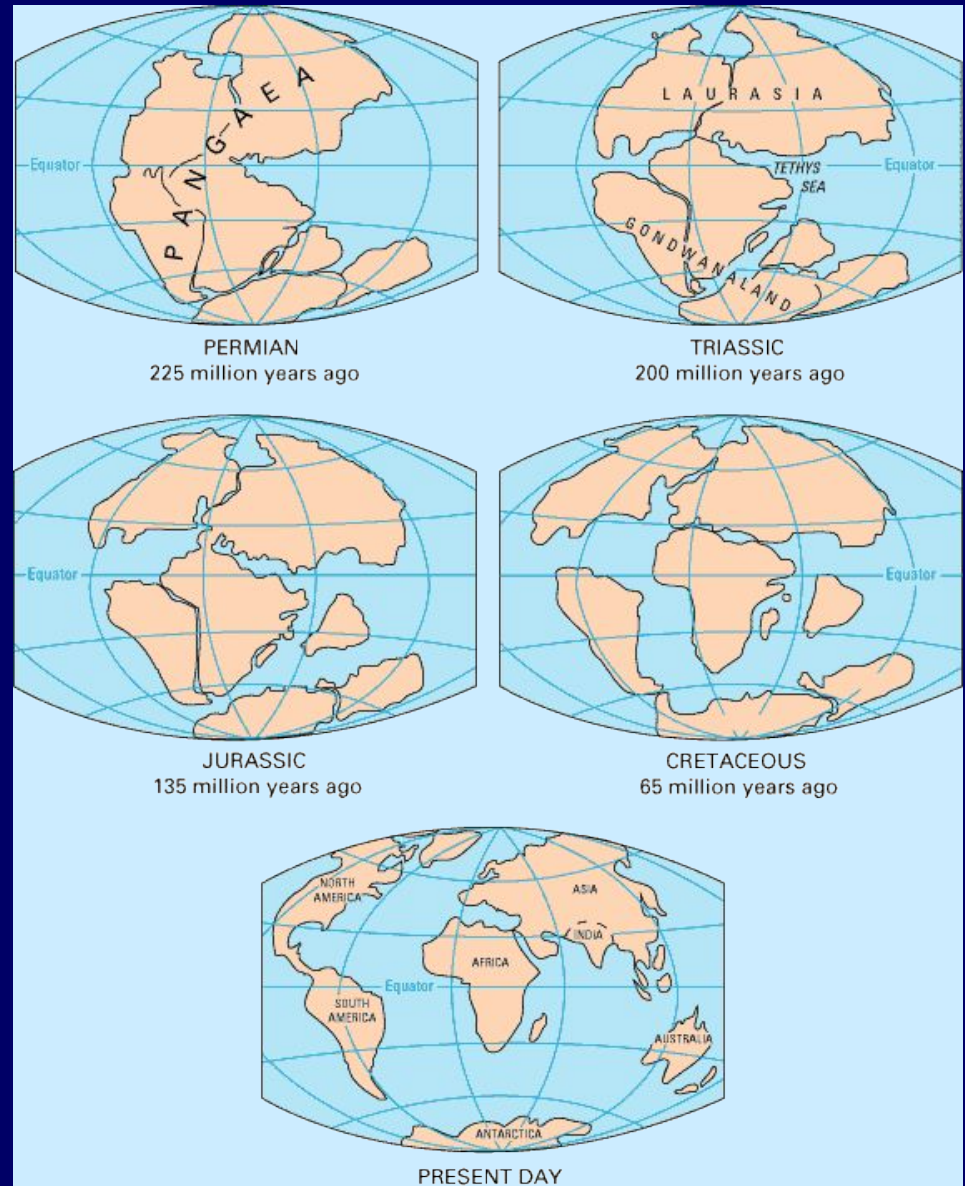 PANGAEA
Equator
PERMIAN
225 million years ago
LAURASIA
TETHYS
SEA
Equator
GONDWANALAND
TRIASSIC
200 million years ago
Equator
JURASSIC
135 million years ago
Equator
CRETACEOUS
65 million years ago
NORTH
AMERICA
ASIA
INDIA
AFRICA
Equator
SOUTH
AMERICA
AUSTRALIA
ANTARCTICA
PRESENT DAY